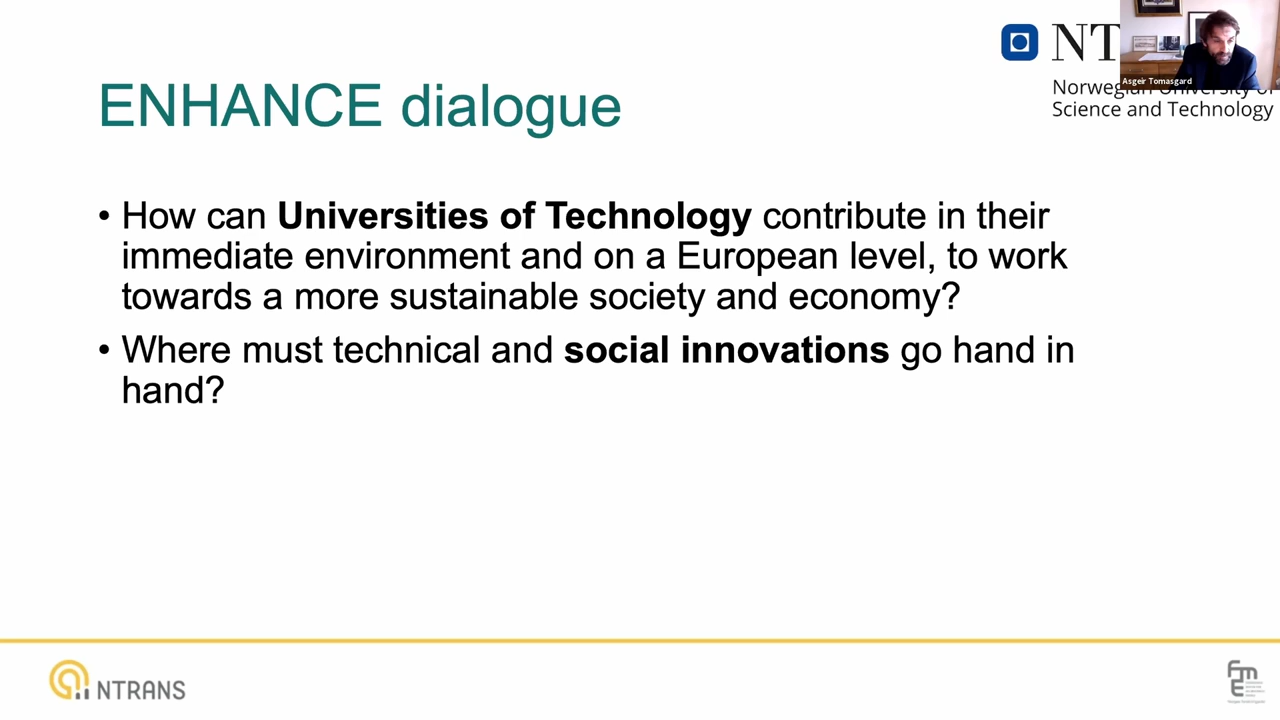 NT
Asgeir Tomasgard
Norwegian University of
Science and Technology
ENHANCE dialogue
• How can Universities of Technology contribute in their
immediate environment and on a European level, to work
towards a more sustainable society and economy?
• Where must technical and social innovations go hand in
hand?
NTRANS
FME